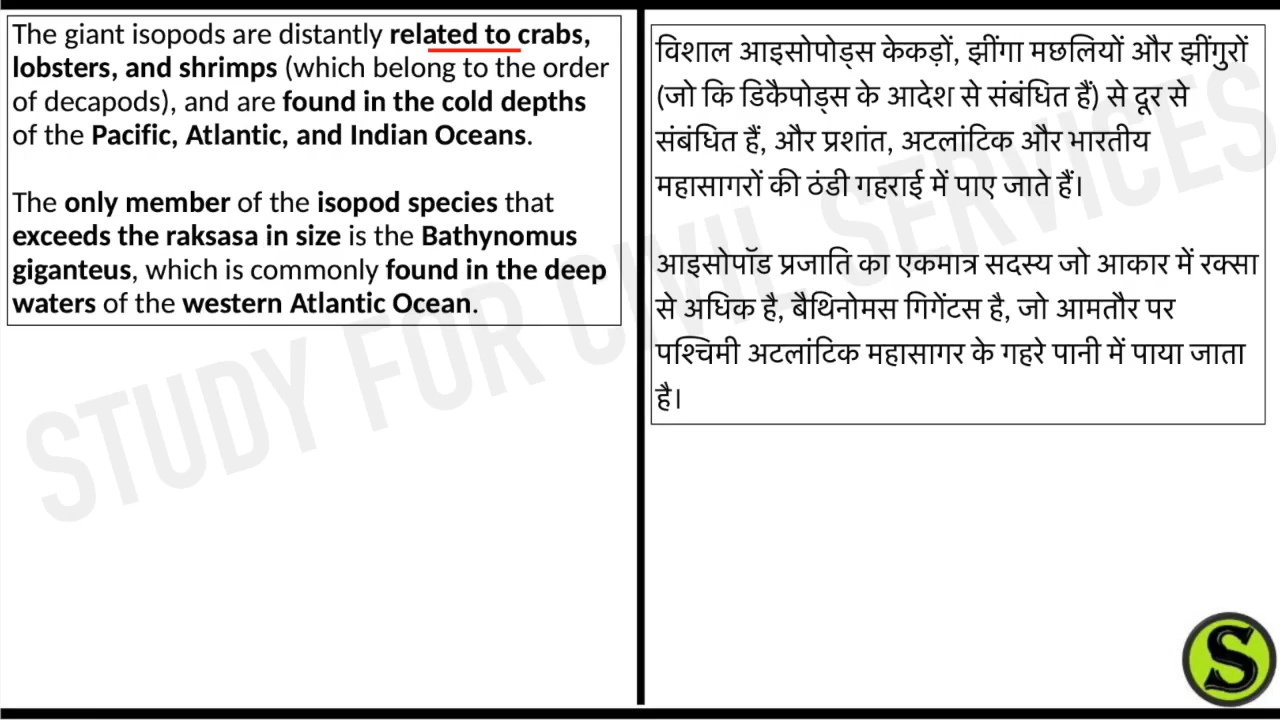 The giant isopods are distantly related to crabs,
lobsters, and shrimps (which belong to the order
of decapods), and are found in the cold depths
of the Pacific, Atlantic, and Indian Oceans.
The only member of the isopod species that
exceeds the raksasa in size is the Bathynomus
giganteus, which is commonly found in the deep
waters of the western Atlantic Ocean.
विशाल आइसोपोड्स केकड़ों, झींगा मछलियों और झींगुरों
(जो कि डिकैपोड्स के आदेश से संबंधित हैं) से दूर से
संबंधित हैं, और प्रशांत, अटलांटिक और भारतीय
महासागरों की ठंडी गहराई में पाए जाते हैं।
आइसोपॉड प्रजाति का एकमात्र सदस्य जो आकार में रक्सा
से अधिक है, बैथिनोमस गिगेंटस है, जो आमतौर पर
पश्चिमी अटलांटिक महासागर के गहरे पानी में पाया जाता
है।
STUDY FOR CIVIL SERVICES
S